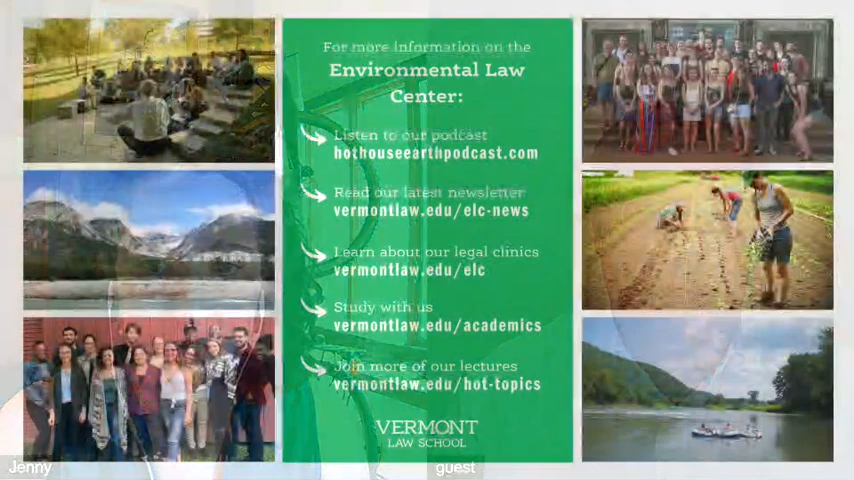 For more information on the
Environmental Law
Center:
Listen to our podcast
hothouseearthpodcast.com
Read our latest newsletter
vermontlaw.edu/elc-news
Learn about our legal clinics
vermontlaw.edu/elc
Study with us
vermontlaw.edu/academics
Join more of our lectures
vermontlaw.edu/hot-topics
VERMONT
LAW SCHOOL
Jenny
guest